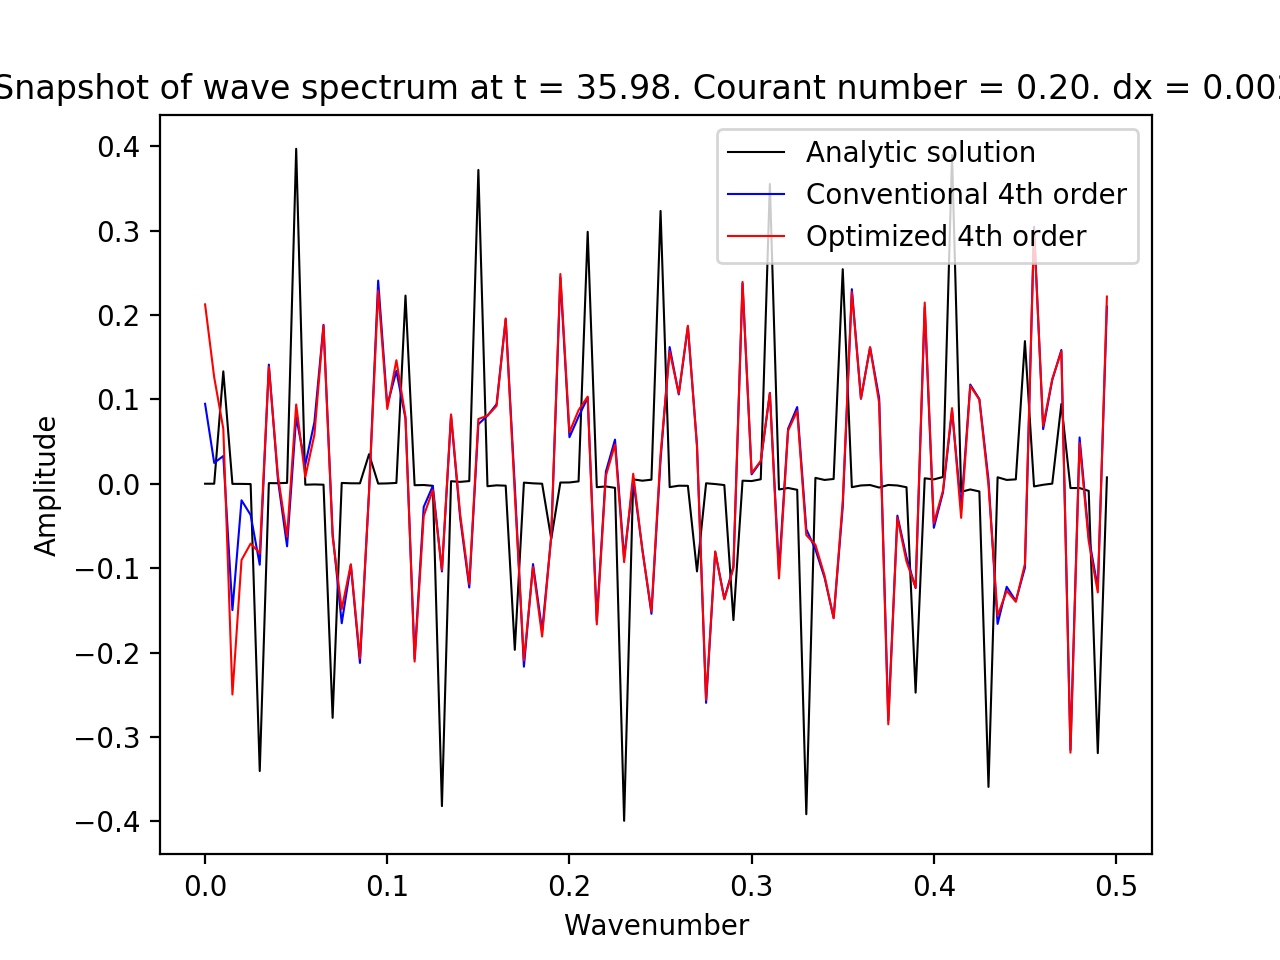 Snapshot of wave spectrum at t = 35.98. Courant number = 0.20. dx =
Analytic solution
Conventional 4th order
Optimized 4th order
0.4
0.3
0.2
0.1
0.0
−0.1
−0.2
−0.3
−0.4
Amplitude
0.0 0.1 0.2 0.3 0.4 0.5
Wavenumber